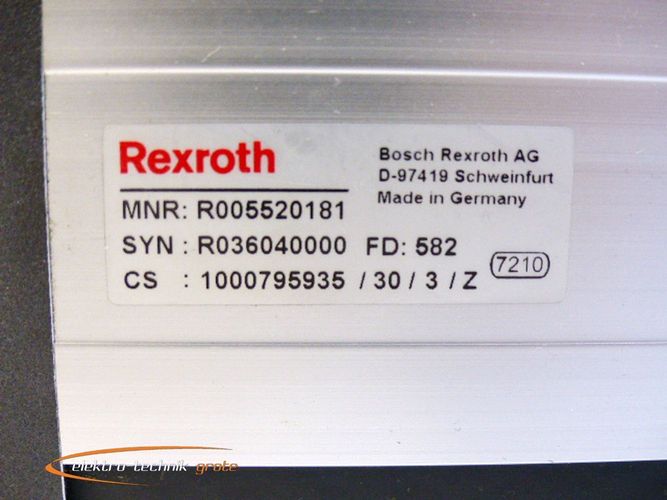 Rexroth
Bosch Rexroth AG
D-97419 Schweinfurt
Made in Germany
MNR: R005520181
SYN : R036040000 FD: 582
7210
CS : 1000795935 / 30 / 3 / Z
elektro technik grote